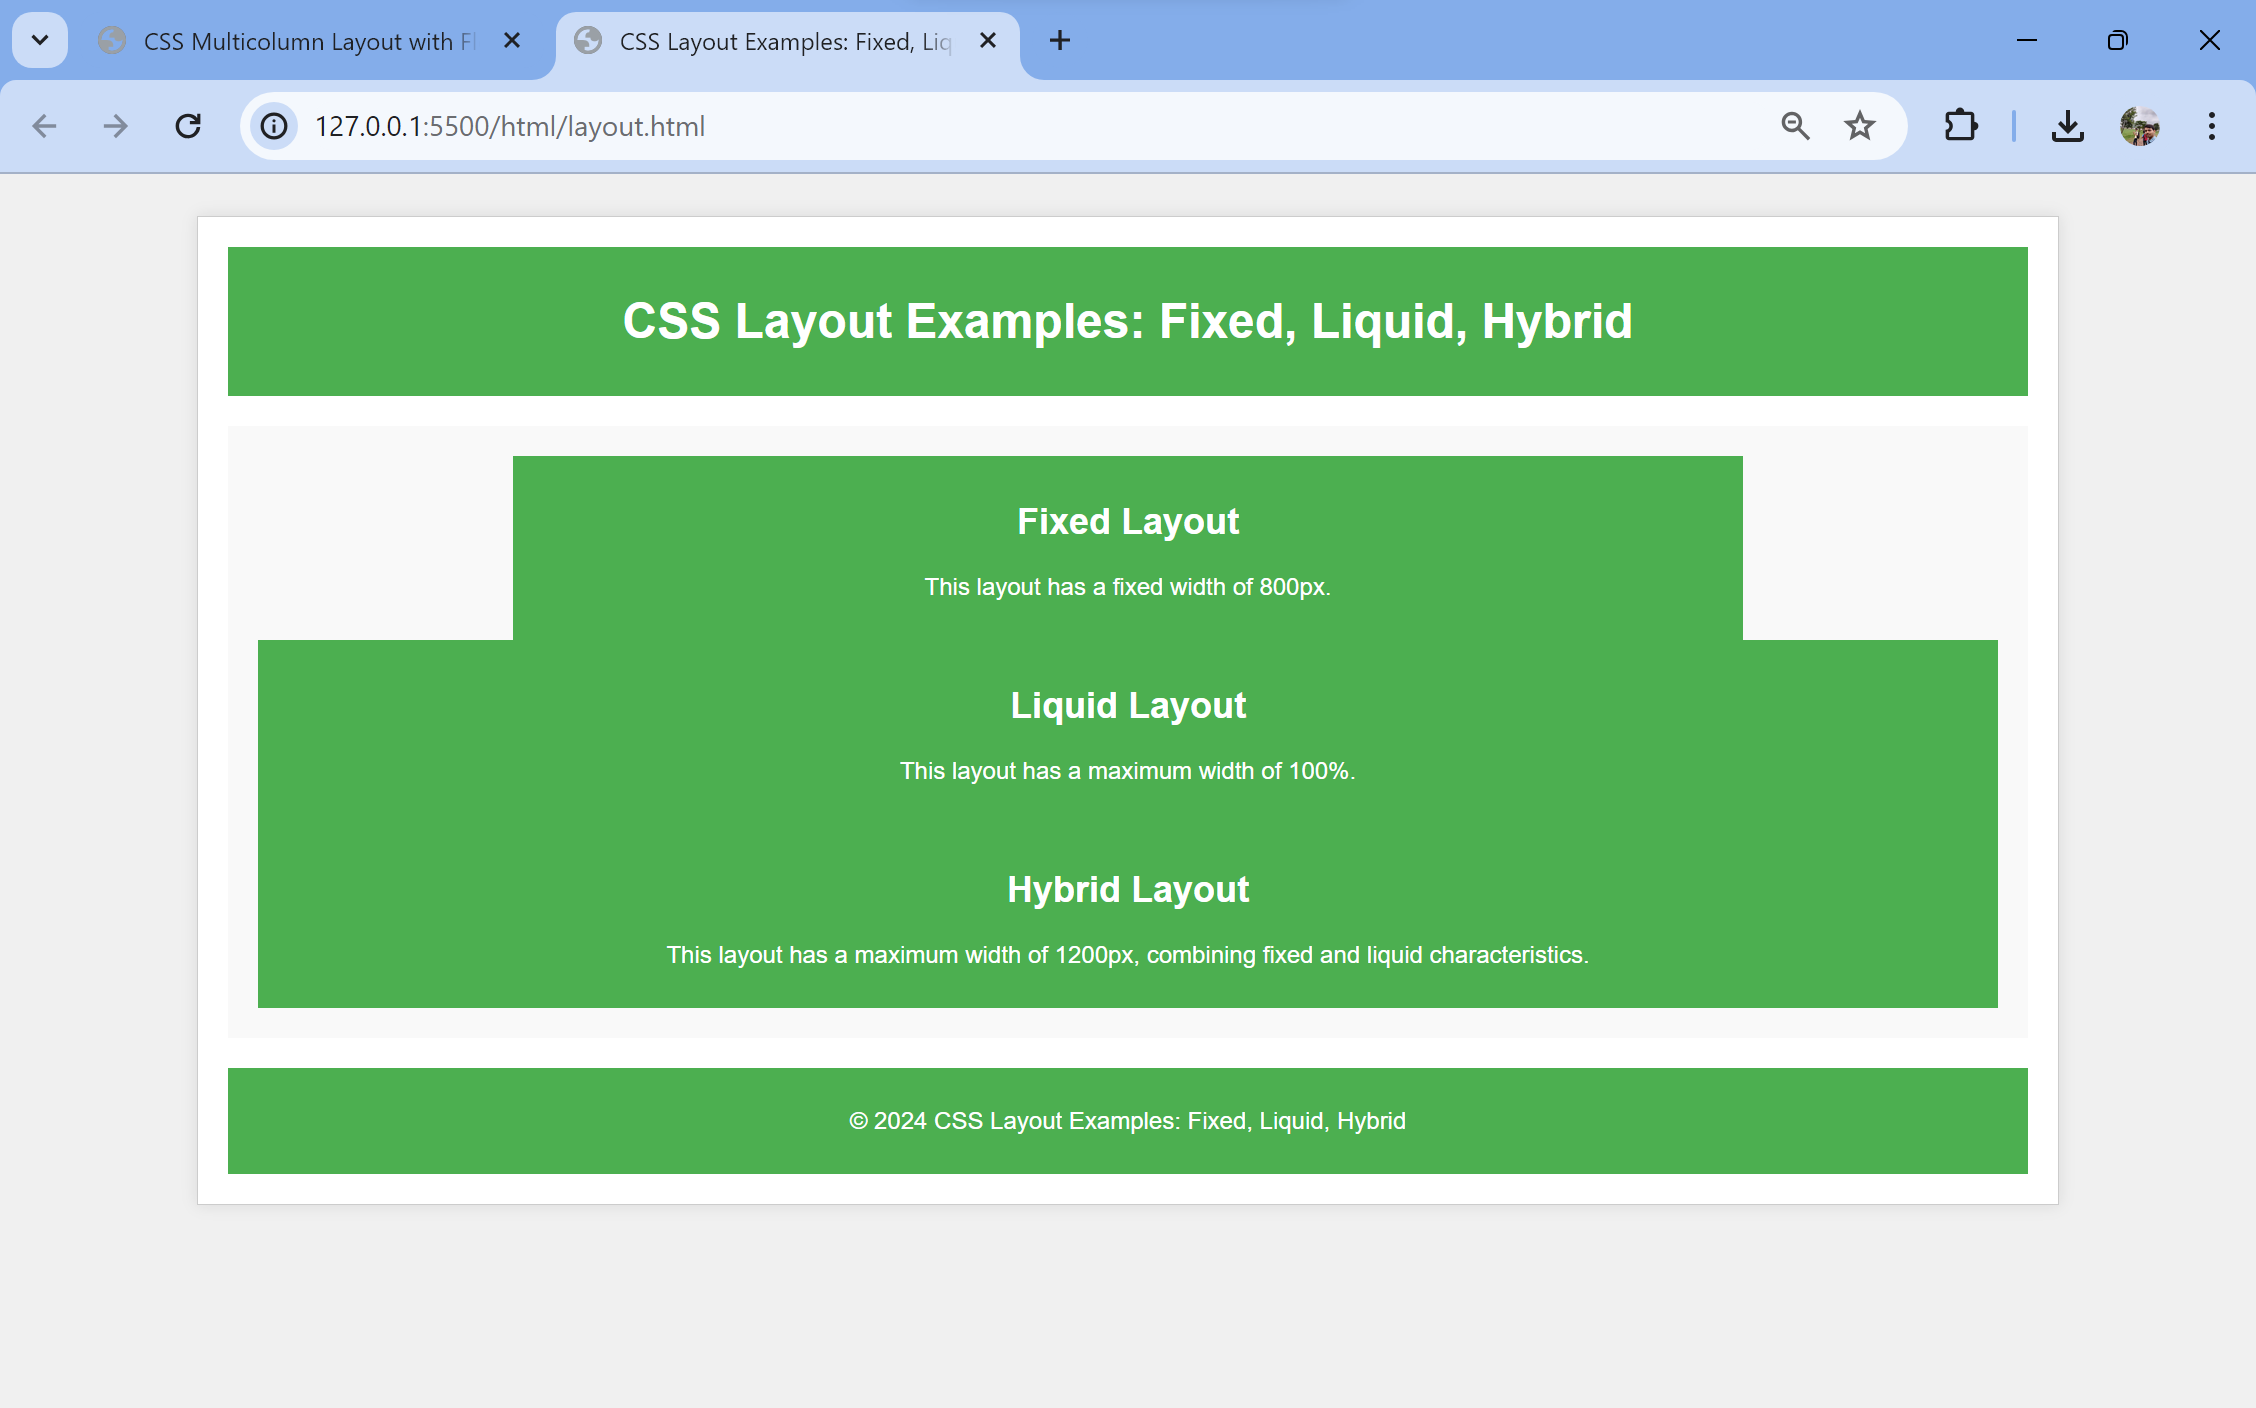 CSS Multicolumn Layout with Fl
CSS Layout Examples: Fixed, Liq
127.0.0.1:5500/html/layout.html
CSS Layout Examples: Fixed, Liquid, Hybrid
Fixed Layout
This layout has a fixed width of 800px.
Liquid Layout
This layout has a maximum width of 100%.
Hybrid Layout
This layout has a maximum width of 1200px, combining fixed and liquid characteristics.
© 2024 CSS Layout Examples: Fixed, Liquid, Hybrid